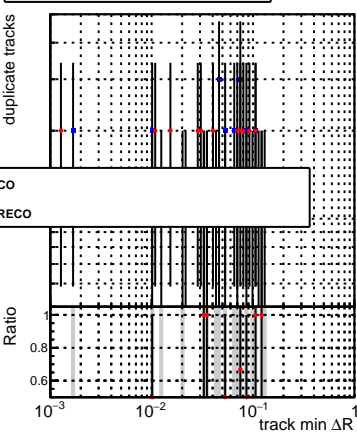 duplicate tracks
CO
RECO
Ratio
1
0.8
0.6
10⁻³ 10⁻² 10⁻¹ 1
track min ΔR